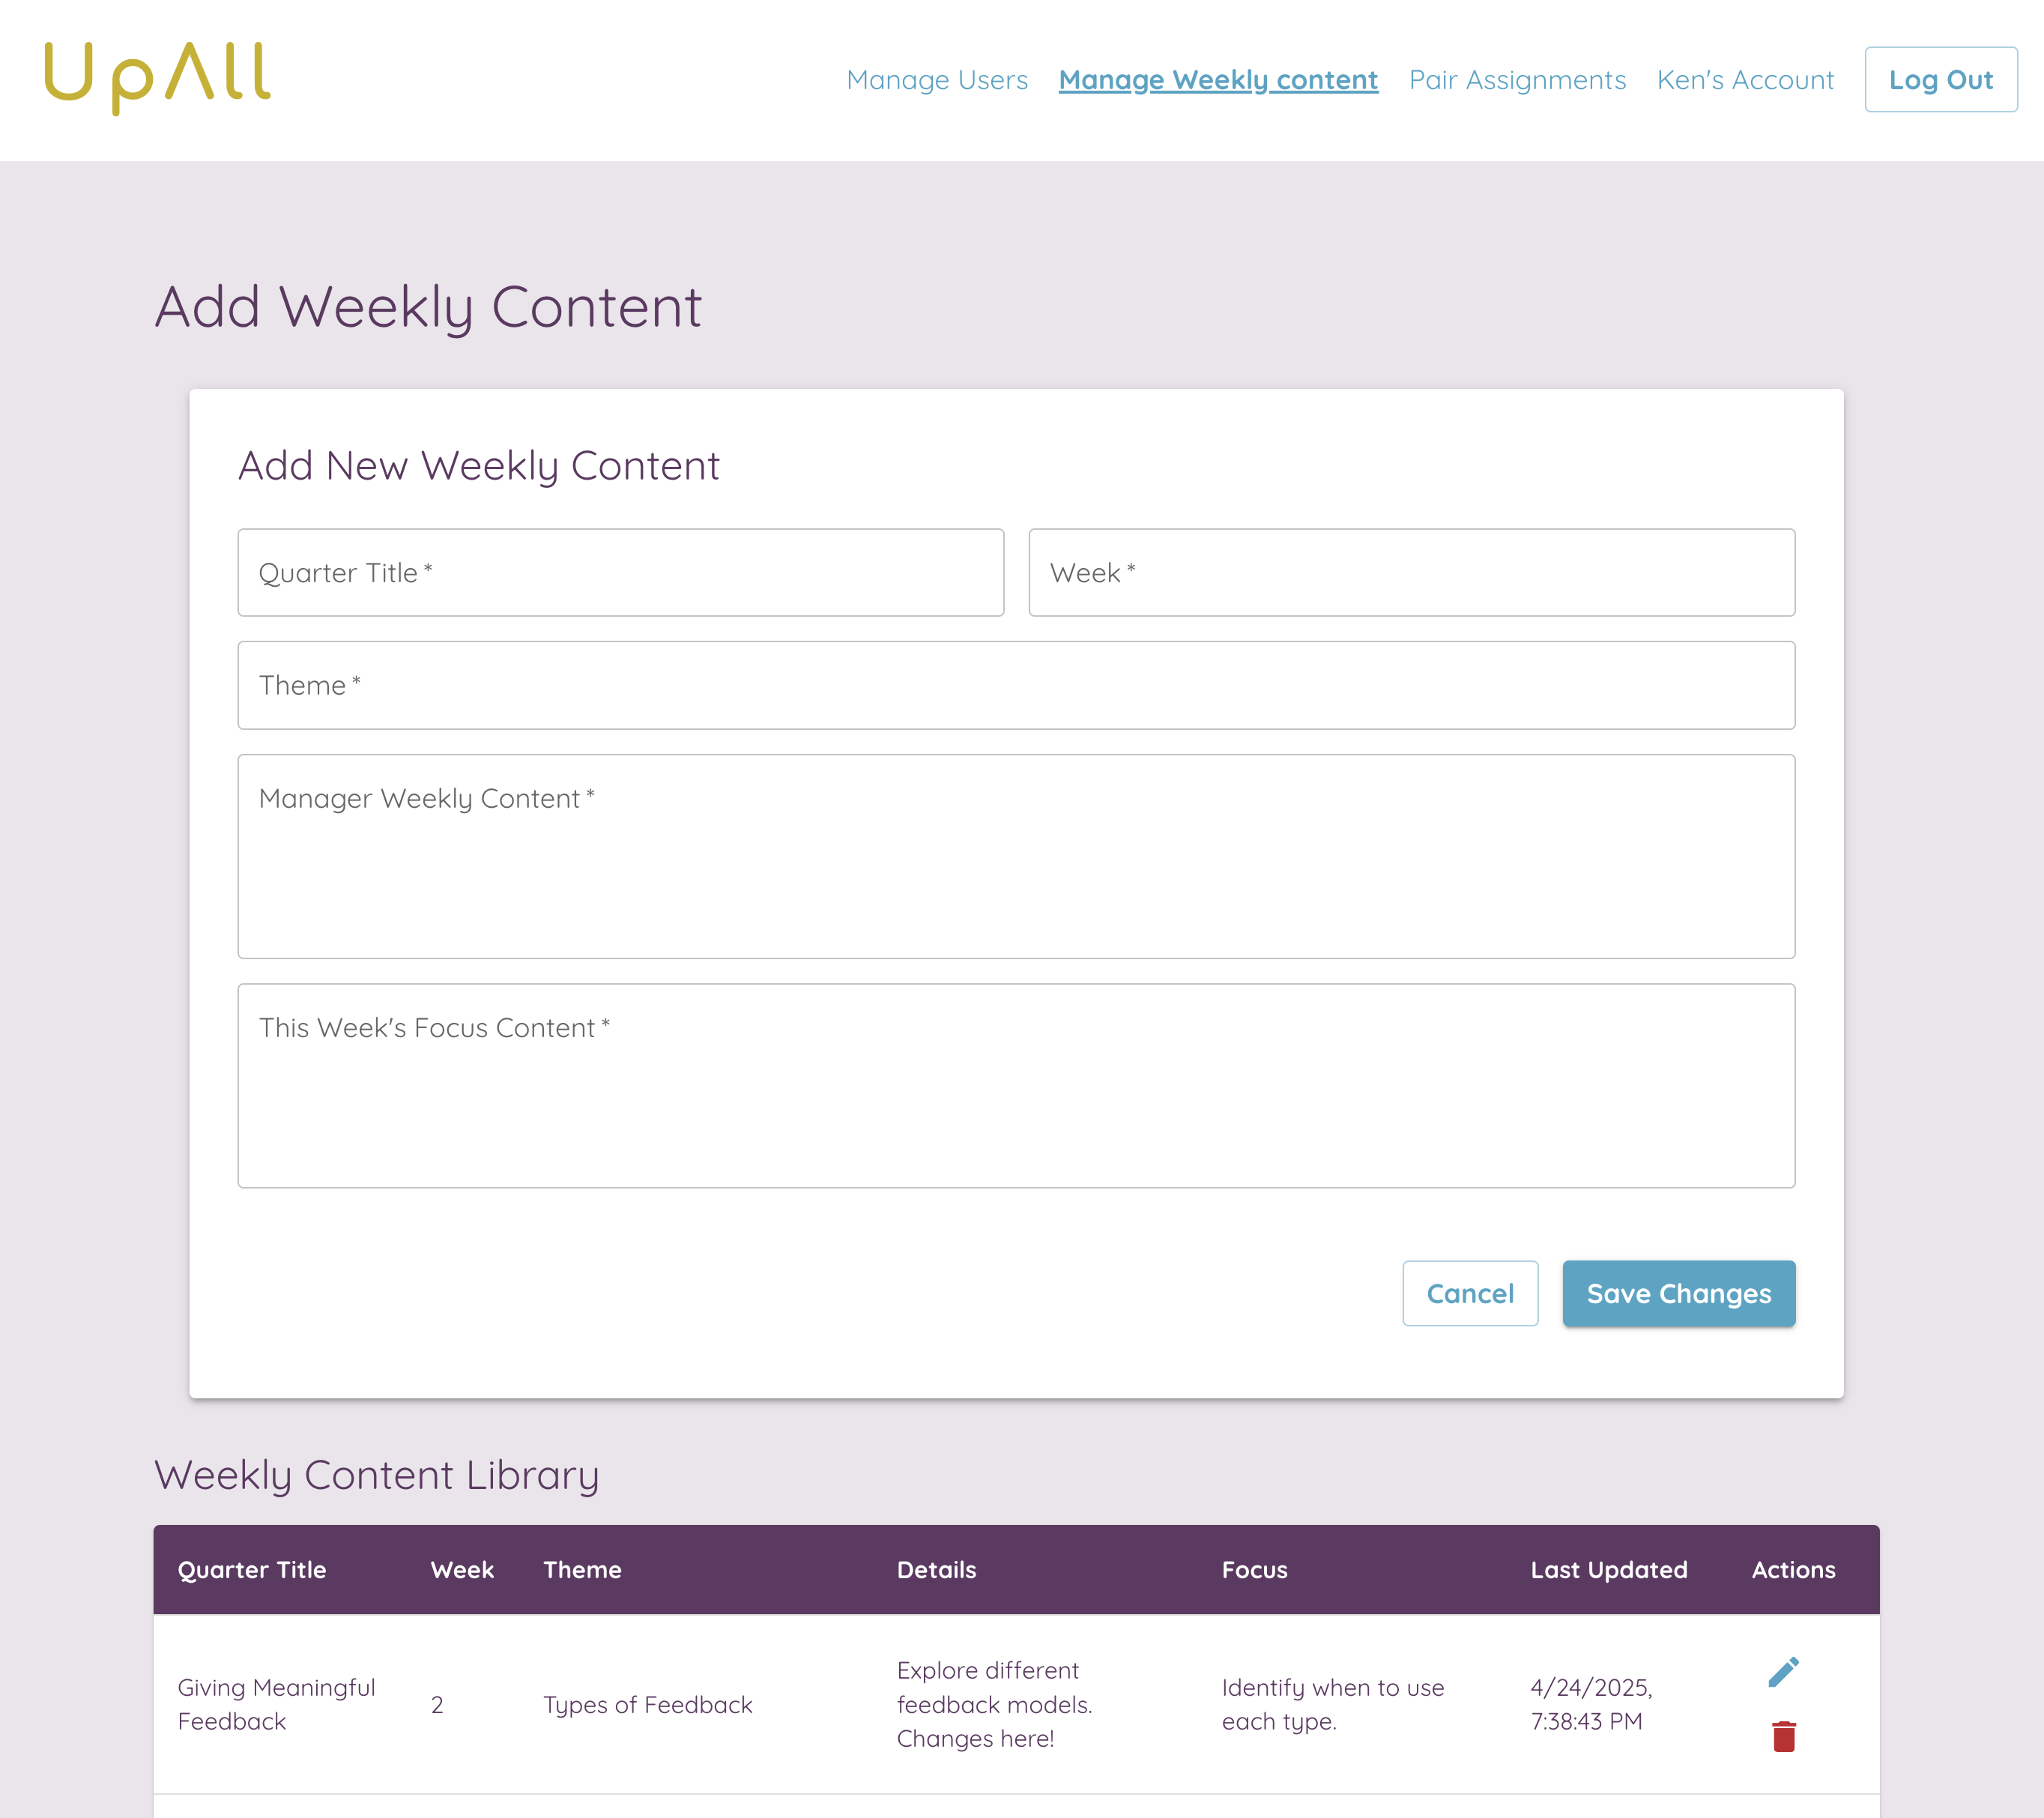 UpAll
Manage Users
Manage Weekly content
Pair Assignments
Ken's Account
Log Out
Add Weekly Content
Add New Weekly Content
Quarter Title *
Week *
Theme *
Manager Weekly Content *
This Week's Focus Content *
Cancel
Save Changes
Weekly Content Library
Quarter Title
Week
Theme
Details
Focus
Last Updated
Actions
Giving Meaningful
Feedback
2
Types of Feedback
Explore different
feedback models.
Changes here!
Identify when to use
each type.
4/24/2025,
7:38:43 PM